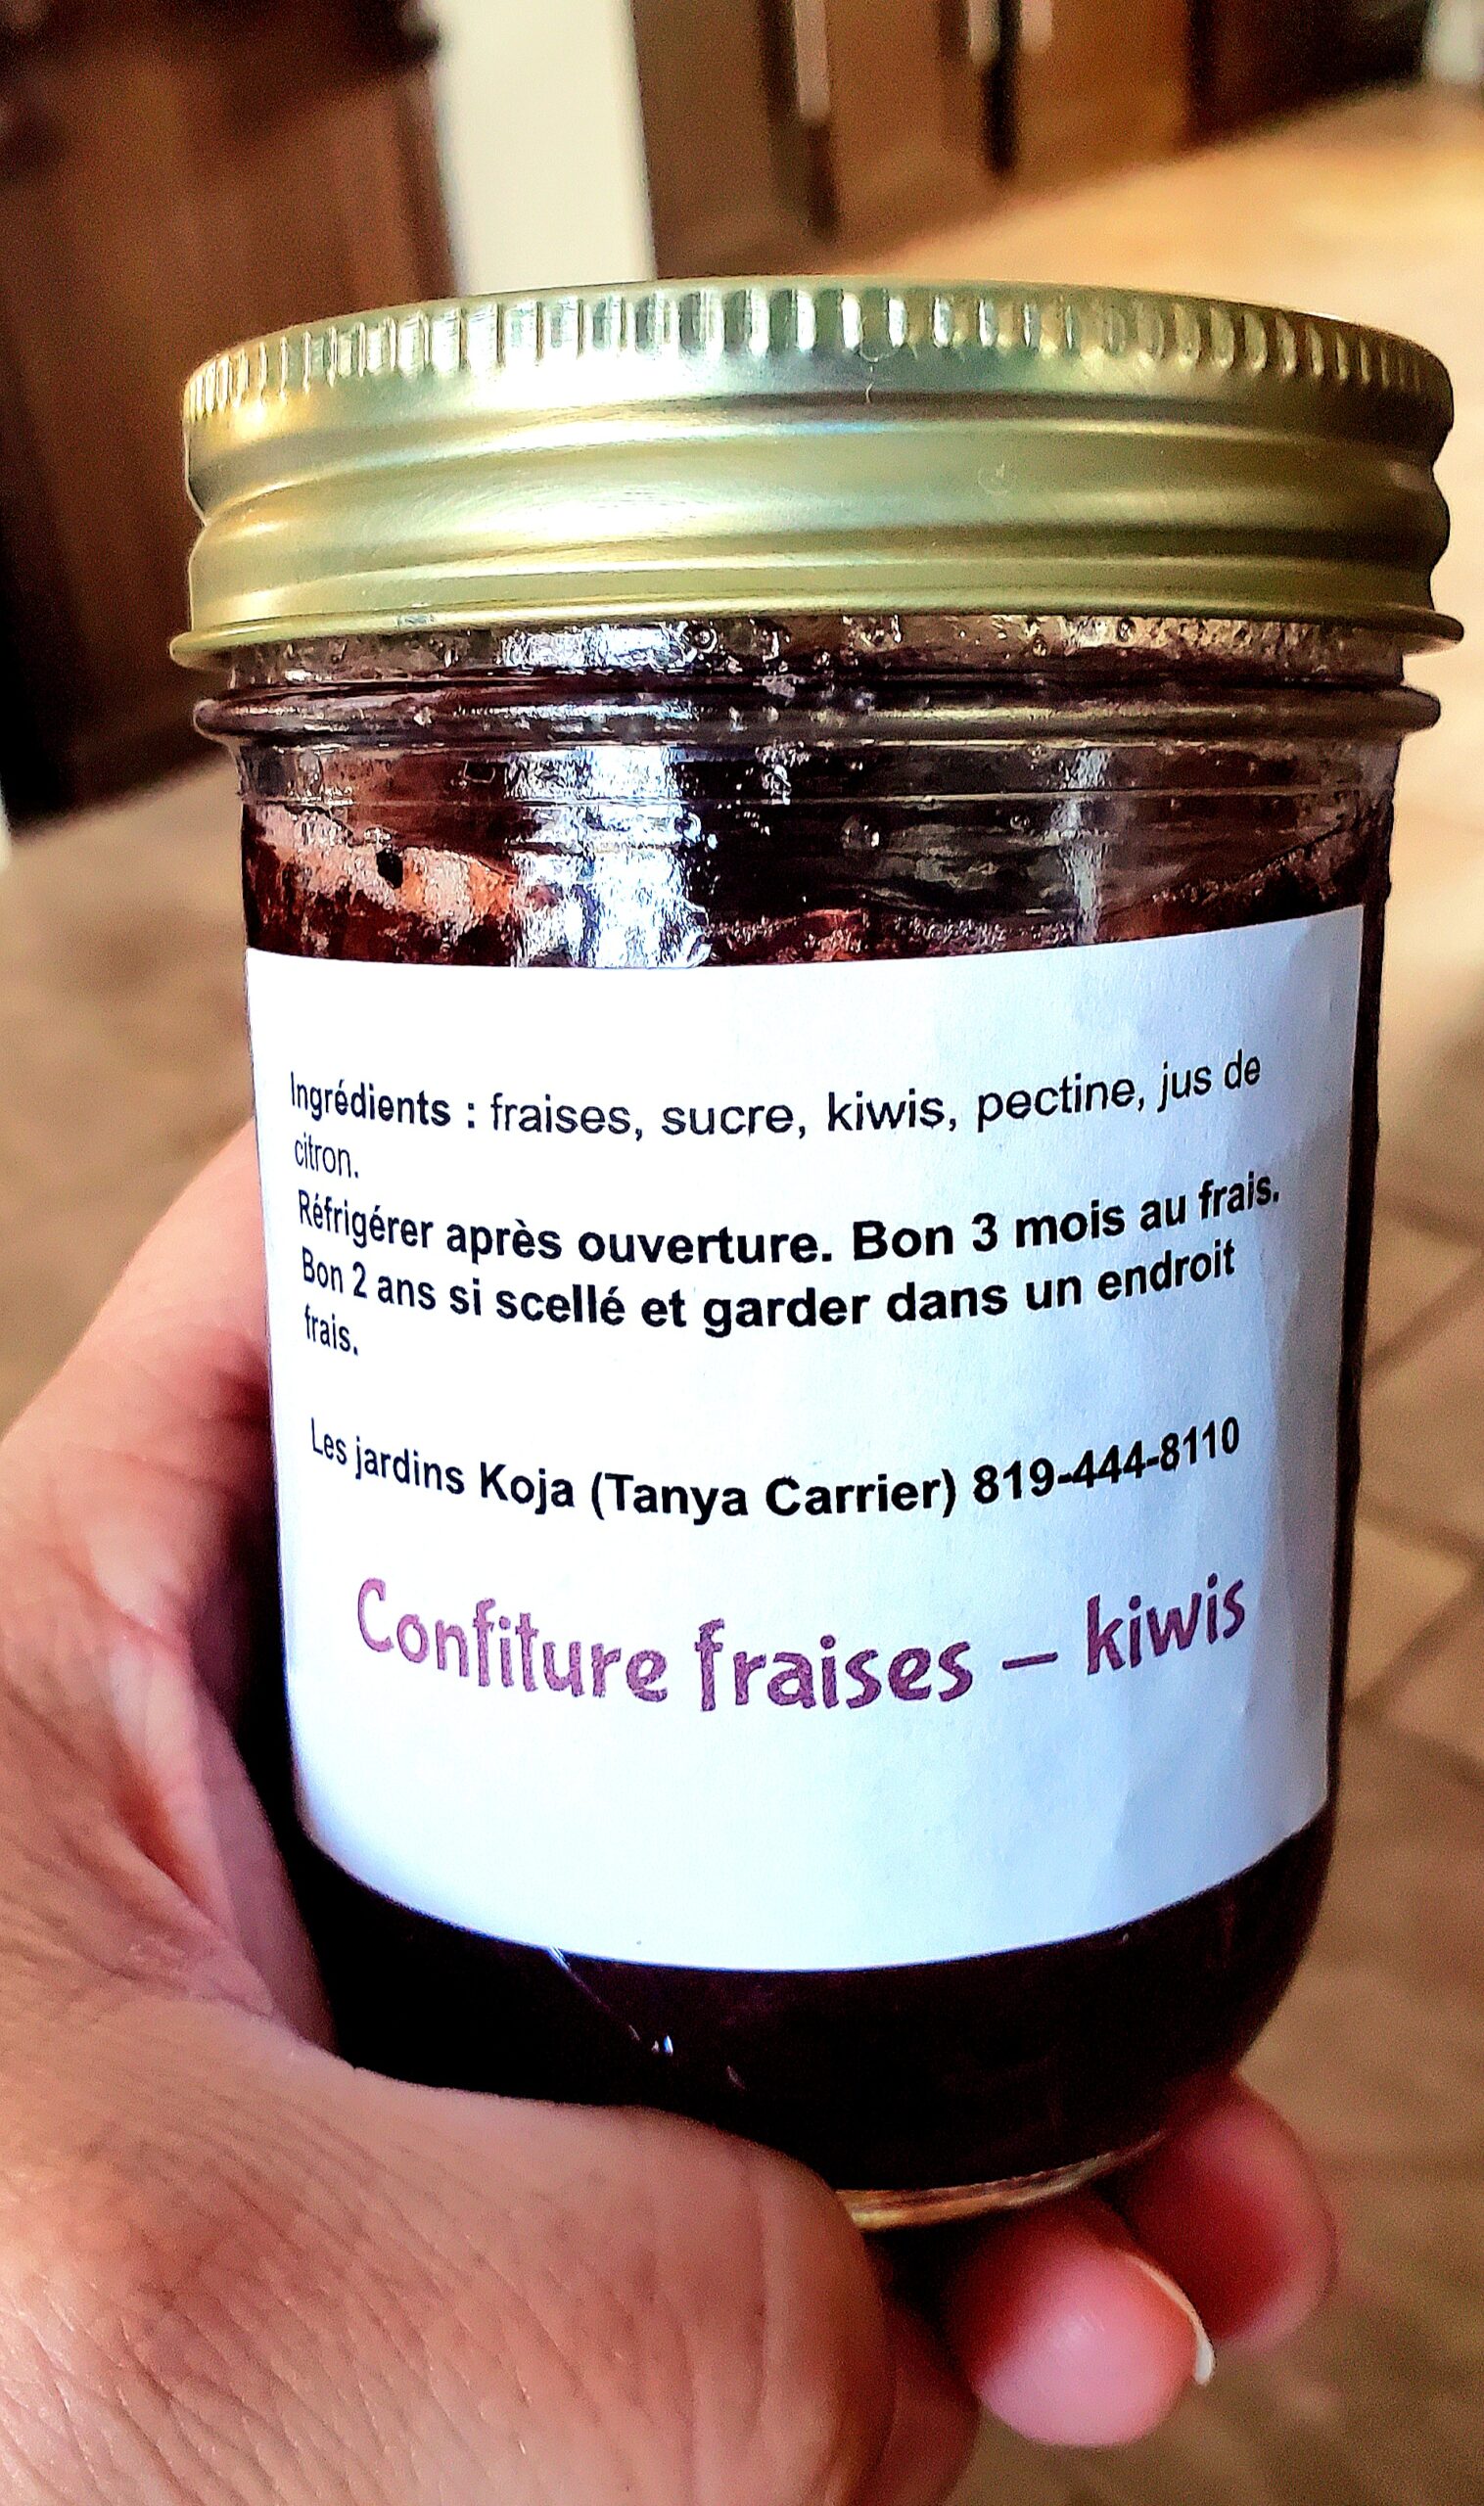 Ingrédients : fraises, sucre, kiwis, pectine, jus de
citron.
Réfrigérer après ouverture. Bon 3 mois au frais.
Bon 2 ans si scellé et garder dans un endroit
frais.
Les jardins Koja (Tanya Carrier) 819-444-8110
Confiture fraises – kiwis